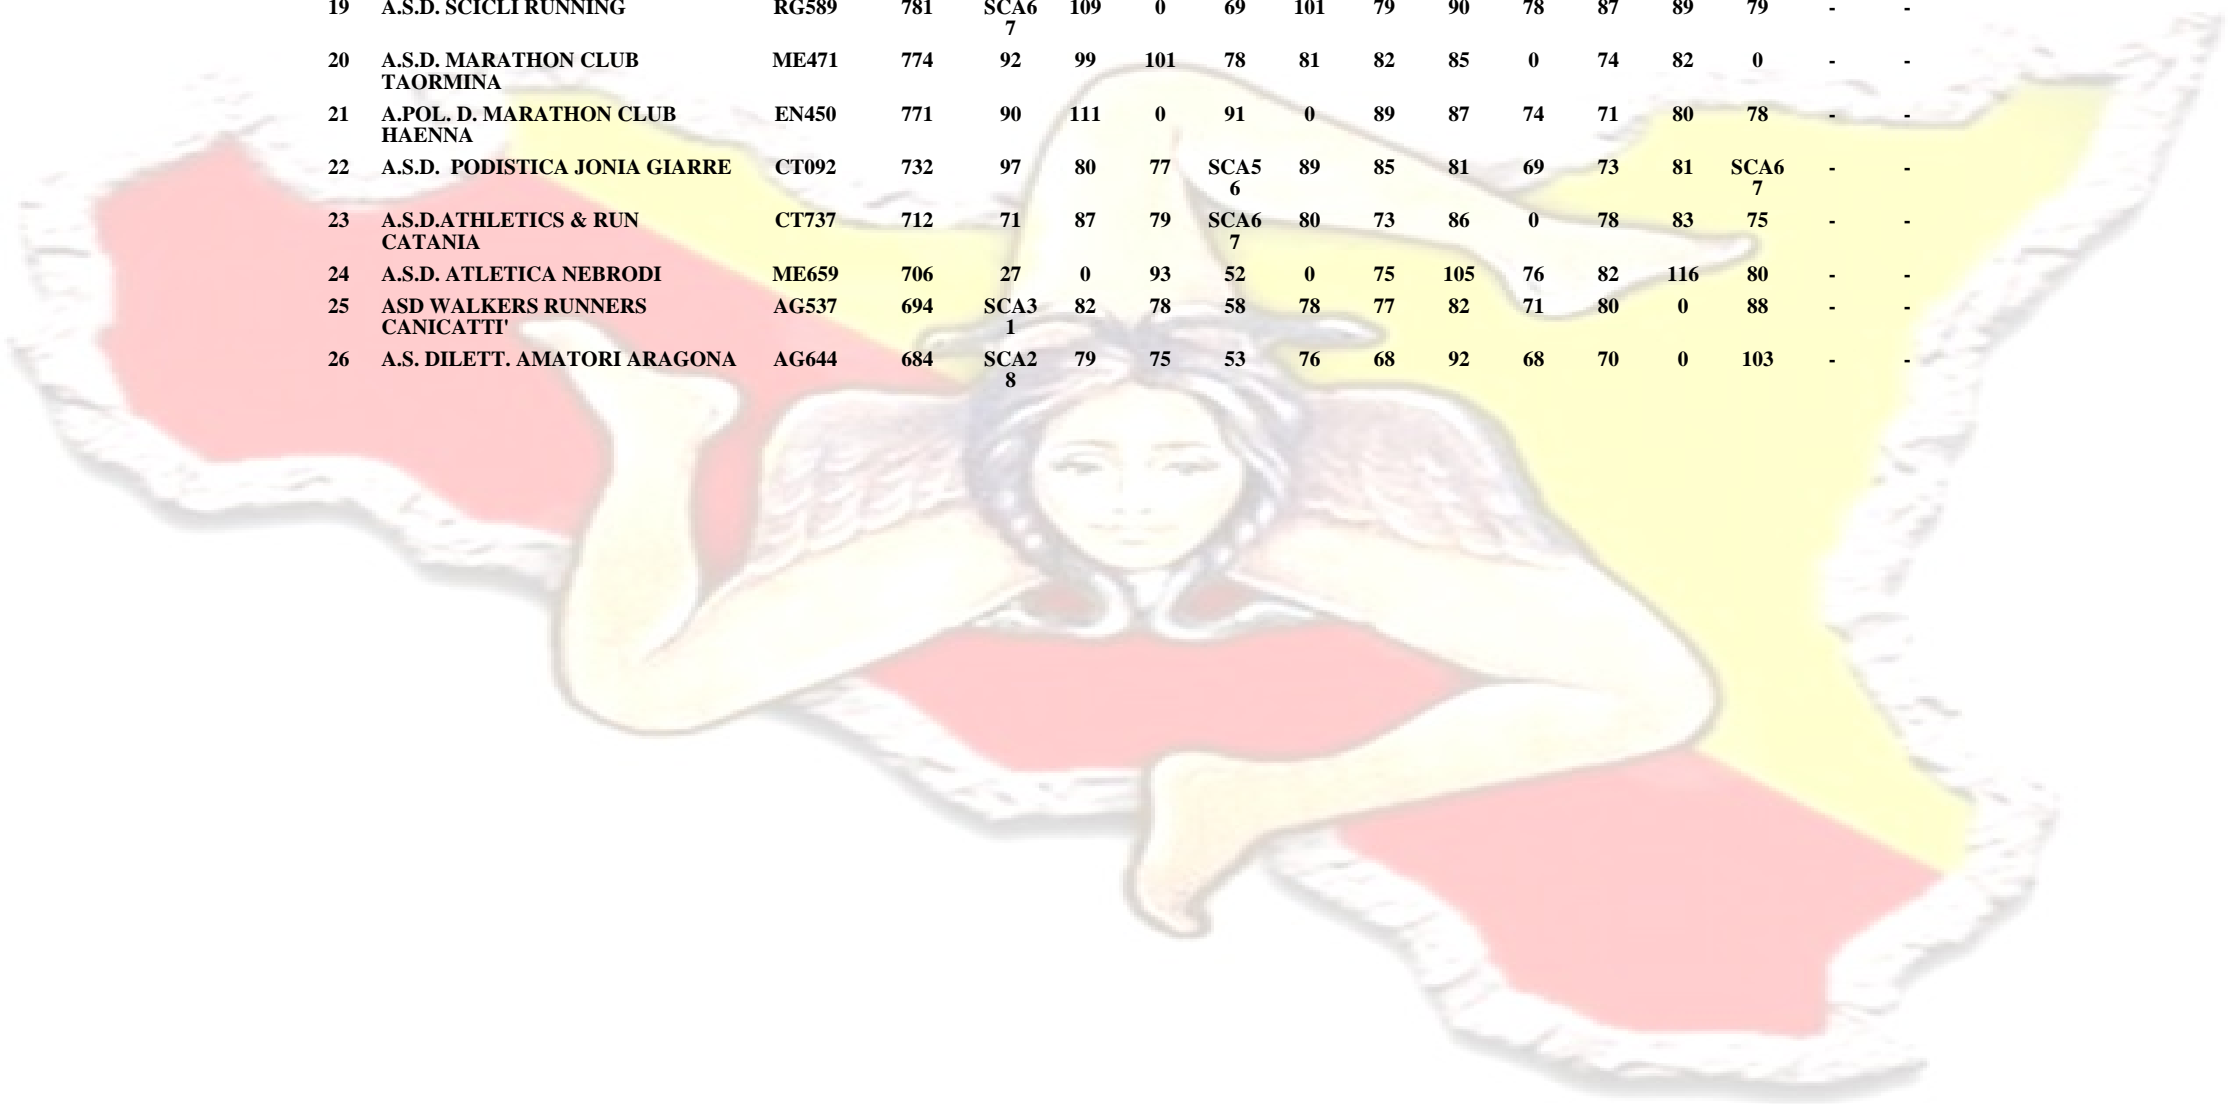 19 A.S.D. SCICLI RUNNING RG589 781 SCA6 109 0 69 101 79 90 78 87 89 79 - -
7
20 A.S.D. MARATHON CLUB ME471 774 92 99 101 78 81 82 85 0 74 82 0 - -
TAORMINA
21 A.POL. D. MARATHON CLUB EN450 771 90 111 0 91 0 89 87 74 71 80 78 - -
HAENNA
22 A.S.D. PODISTICA JONIA GIARRE CT092 732 97 80 77 SCA5 89 85 81 69 73 81 SCA6 - -
6 7
23 A.S.D.ATHLETICS & RUN CT737 712 71 87 79 SCA6 80 73 86 0 78 83 75 - -
CATANIA 7
24 A.S.D. ATLETICA NEBRODI ME659 706 27 0 93 52 0 75 105 76 82 116 80 - -
25 ASD WALKERS RUNNERS AG537 694 SCA3 82 78 58 78 77 82 71 80 0 88 - -
CANICATTI' 1
26 A.S. DILETT. AMATORI ARAGONA AG644 684 SCA2 79 75 53 76 68 92 68 70 0 103 - -
8